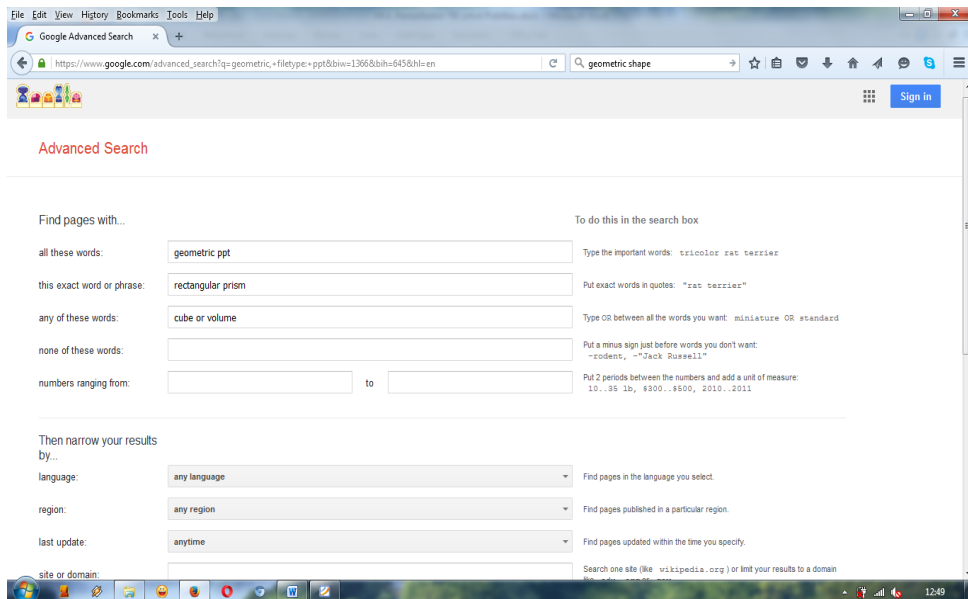 File Edit View History Bookmarks Tools Help
Google Advanced Search × +
https://www.google.com/advanced_search?q=geometric,+filetype+ppt&biw=1366&bih=645&hl=en geometric shape
Sign in
Advanced Search
Find pages with... To do this in the search box
all these words: geometric ppt Type the important words: tricolor rat terrier
this exact word or phrase: rectangular prism Put exact words in quotes: "rat terrier"
any of these words: cube or volume Type OR between all the words you want: miniature OR standard
none of these words: Put a minus sign just before words you don't want:
-rodent, -"Jack Russell"
numbers ranging from: to Put 2 periods between the numbers and add a unit of measure:
10..35 lb, $300..$500, 2010..2011
Then narrow your results
by...
language: any language Find pages in the language you select.
region: any region Find pages published in a particular region.
last update: anytime Find pages updated within the time you specify.
site or domain: Search one site (like wikipedia.org ) or limit your results to a domain
12:49